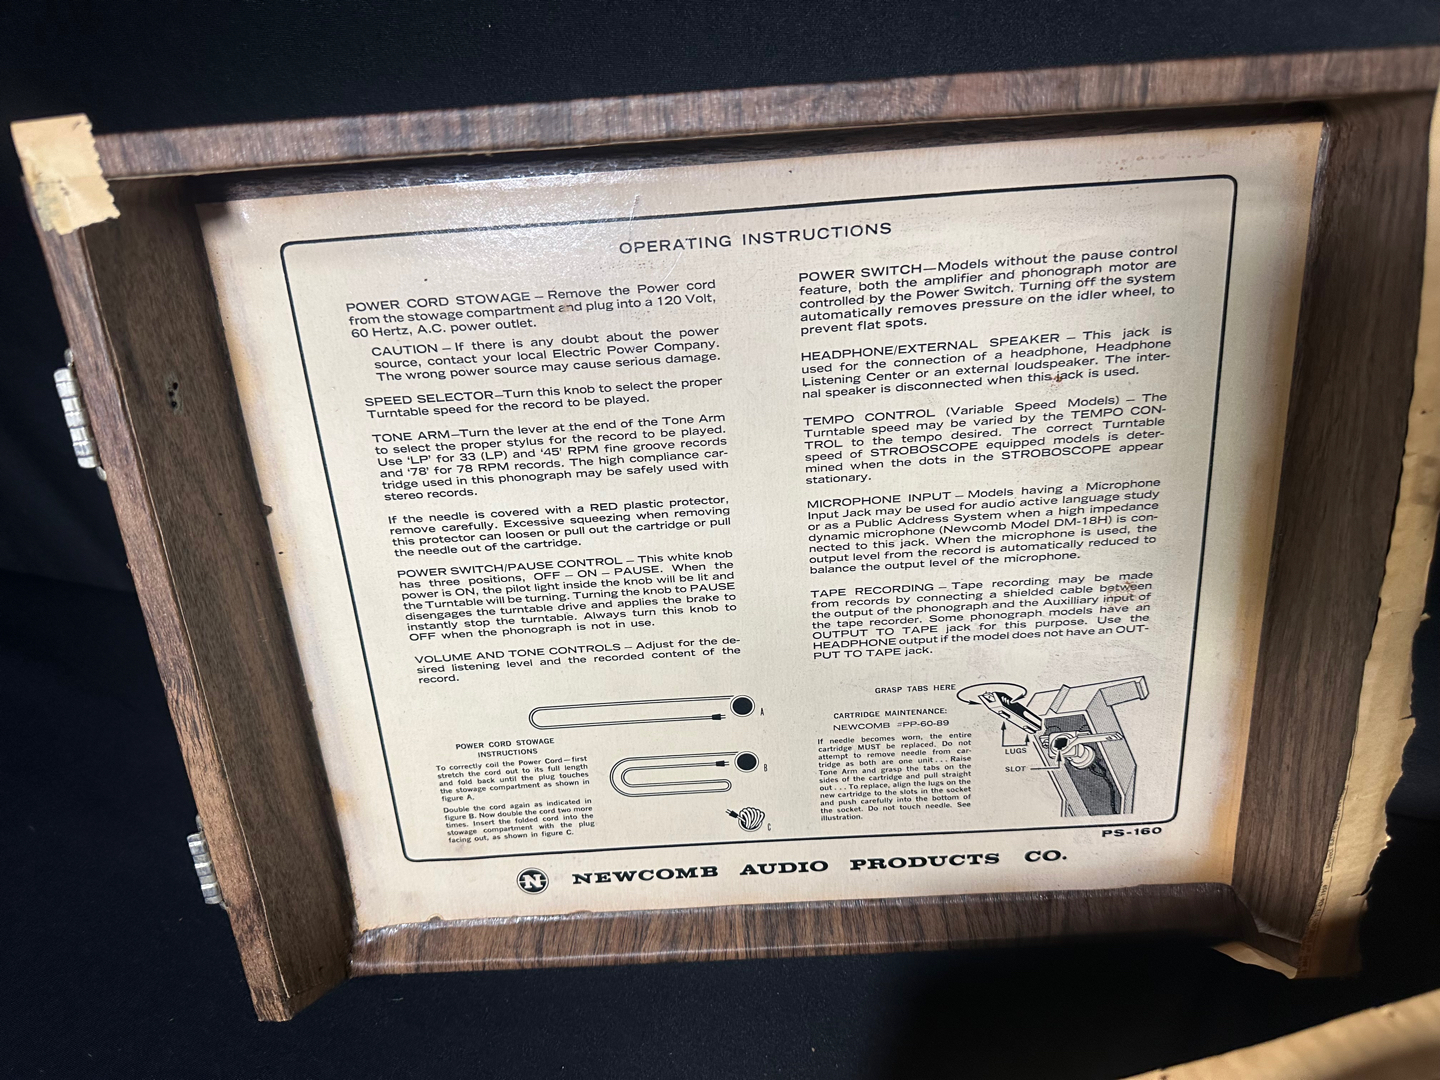 OPERATING INSTRUCTIONS
POWER CORD STOWAGE – Remove the Power cord
from the stowage compartment and plug into a 120 Volt,
60 Hertz, A.C. power outlet.
CAUTION – If there is any doubt about the power
source, contact your local Electric Power Company.
The wrong power source may cause serious damage.
SPEED SELECTOR–Turn this knob to select the proper
Turntable speed for the record to be played.
TONE ARM–Turn the lever at the end of the Tone Arm
to select the proper stylus for the record to be played.
Use 'LP' for 33 (LP) and '45' RPM fine groove records
and '78' for 78 RPM records. The high compliance car-
tridge used in this phonograph may be safely used with
stereo records.
If the needle is covered with a RED plastic protector,
remove carefully. Excessive squeezing when removing
this protector can loosen or pull out the cartridge or pull
the needle out of the cartridge.
POWER SWITCH/PAUSE CONTROL – This white knob
has three positions, OFF – ON – PAUSE. When the
power is ON, the pilot light inside the knob will be lit and
the Turntable will be turning. Turning the knob to PAUSE
disengages the turntable drive and applies the brake to
instantly stop the turntable. Always turn this knob to
OFF when the phonograph is not in use.
VOLUME AND TONE CONTROLS – Adjust for the de-
sired listening level and the recorded content of the
record.
POWER CORD STOWAGE
INSTRUCTIONS
To correctly coil the Power Cord—first
stretch the cord out to its full length
and fold back until the plug touches
the stowage compartment as shown in
figure A.
Double the cord again as indicated in
figure B. Now double the cord two more
times. Insert the folded cord into the
stowage compartment with the plug
facing out, as shown in figure C.
A
B
C
POWER SWITCH—Models without the pause control
feature, both the amplifier and phonograph motor are
controlled by the Power Switch. Turning off the system
automatically removes pressure on the idler wheel, to
prevent flat spots.
HEADPHONE/EXTERNAL SPEAKER – This jack is
used for the connection of a headphone, Headphone
Listening Center or an external loudspeaker. The inter-
nal speaker is disconnected when this jack is used.
TEMPO CONTROL (Variable Speed Models) – The
Turntable speed may be varied by the TEMPO CON-
TROL to the tempo desired. The correct Turntable
speed of STROBOSCOPE equipped models is deter-
mined when the dots in the STROBOSCOPE appear
stationary.
MICROPHONE INPUT – Models having a Microphone
Input Jack may be used for audio active language study
or as a Public Address System when a high impedance
dynamic microphone (Newcomb Model DM-18H) is con-
nected to this jack. When the microphone is used, the
output level from the record is automatically reduced to
balance the output level of the microphone.
TAPE RECORDING – Tape recording may be made
from records by connecting a shielded cable between
the output of the phonograph and the Auxilliary input of
the tape recorder. Some phonograph models have an
OUTPUT TO TAPE jack for this purpose. Use the
HEADPHONE output if the model does not have an OUT-
PUT TO TAPE jack.
GRASP TABS HERE
CARTRIDGE MAINTENANCE:
NEWCOMB #PP-60-89
If needle becomes worn, the entire
cartridge MUST be replaced. Do not
attempt to remove needle from car-
tridge as both are one unit . . . Raise
Tone Arm and grasp the tabs on the
sides of the cartridge and pull straight
out . . . To replace, align the lugs on the
new cartridge to the slots in the socket
and push carefully into the bottom of
the socket. Do not touch needle. See
illustration.
LUGS
SLOT
PS-160
N NEWCOMB AUDIO PRODUCTS CO.